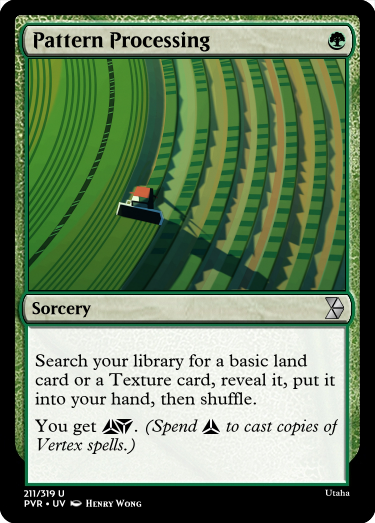 Pattern Processing
Sorcery
Search your library for a basic land
card or a Texture card, reveal it, put it
into your hand, then shuffle.
You get . (Spend to cast copies of
Vertex spells.)
211/319 U
Utaha
PVR • UV Henry Wong